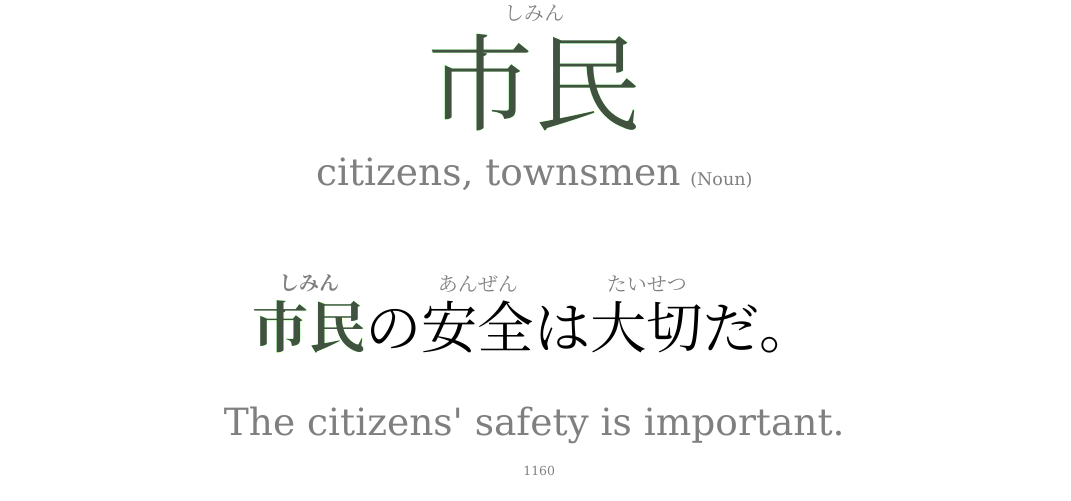 しみん
市民
citizens, townsmen (Noun)
しみん あんぜん たいせつ
市民の安全は大切だ。
The citizens' safety is important.
1160